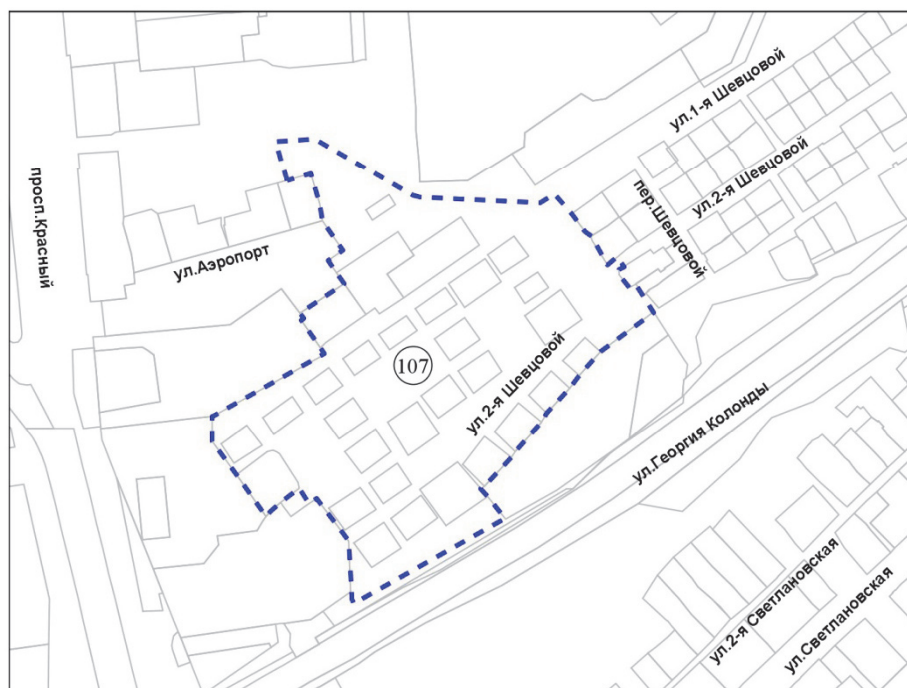 ул.1-я Шевцовой
ул.2-я Шевцовой
пер.Шевцовой
просп.Красный
ул.Аэропорт
107
ул.2-я Шевцовой
ул.Георгия Колонды
ул.2-я Светлановская
ул.Светлановская